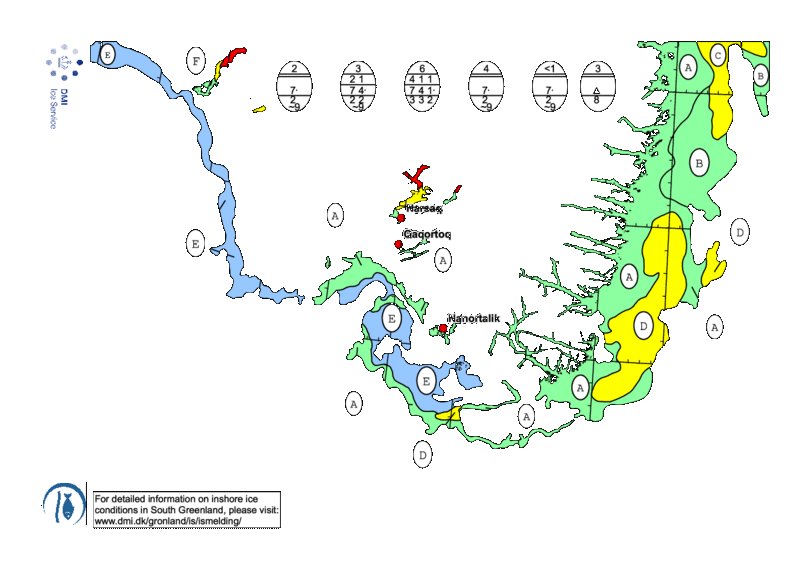 E
F
2
7·
2
~9
3
2 1
7 4·
2 2
~9
6
4 1 1
7 4 1·
3 3 2
4
7·
2
~9
<1
7·
2
~9
3
8
A
C
B
DMI
Ice Service
B
A
Narsaq
D
E
Qaqortoq
A
A
E
Nanortalik
D
A
E
A
A
A
D
For detailed information on inshore ice
conditions in South Greenland, please visit:
www.dmi.dk/gronland/is/ismelding/